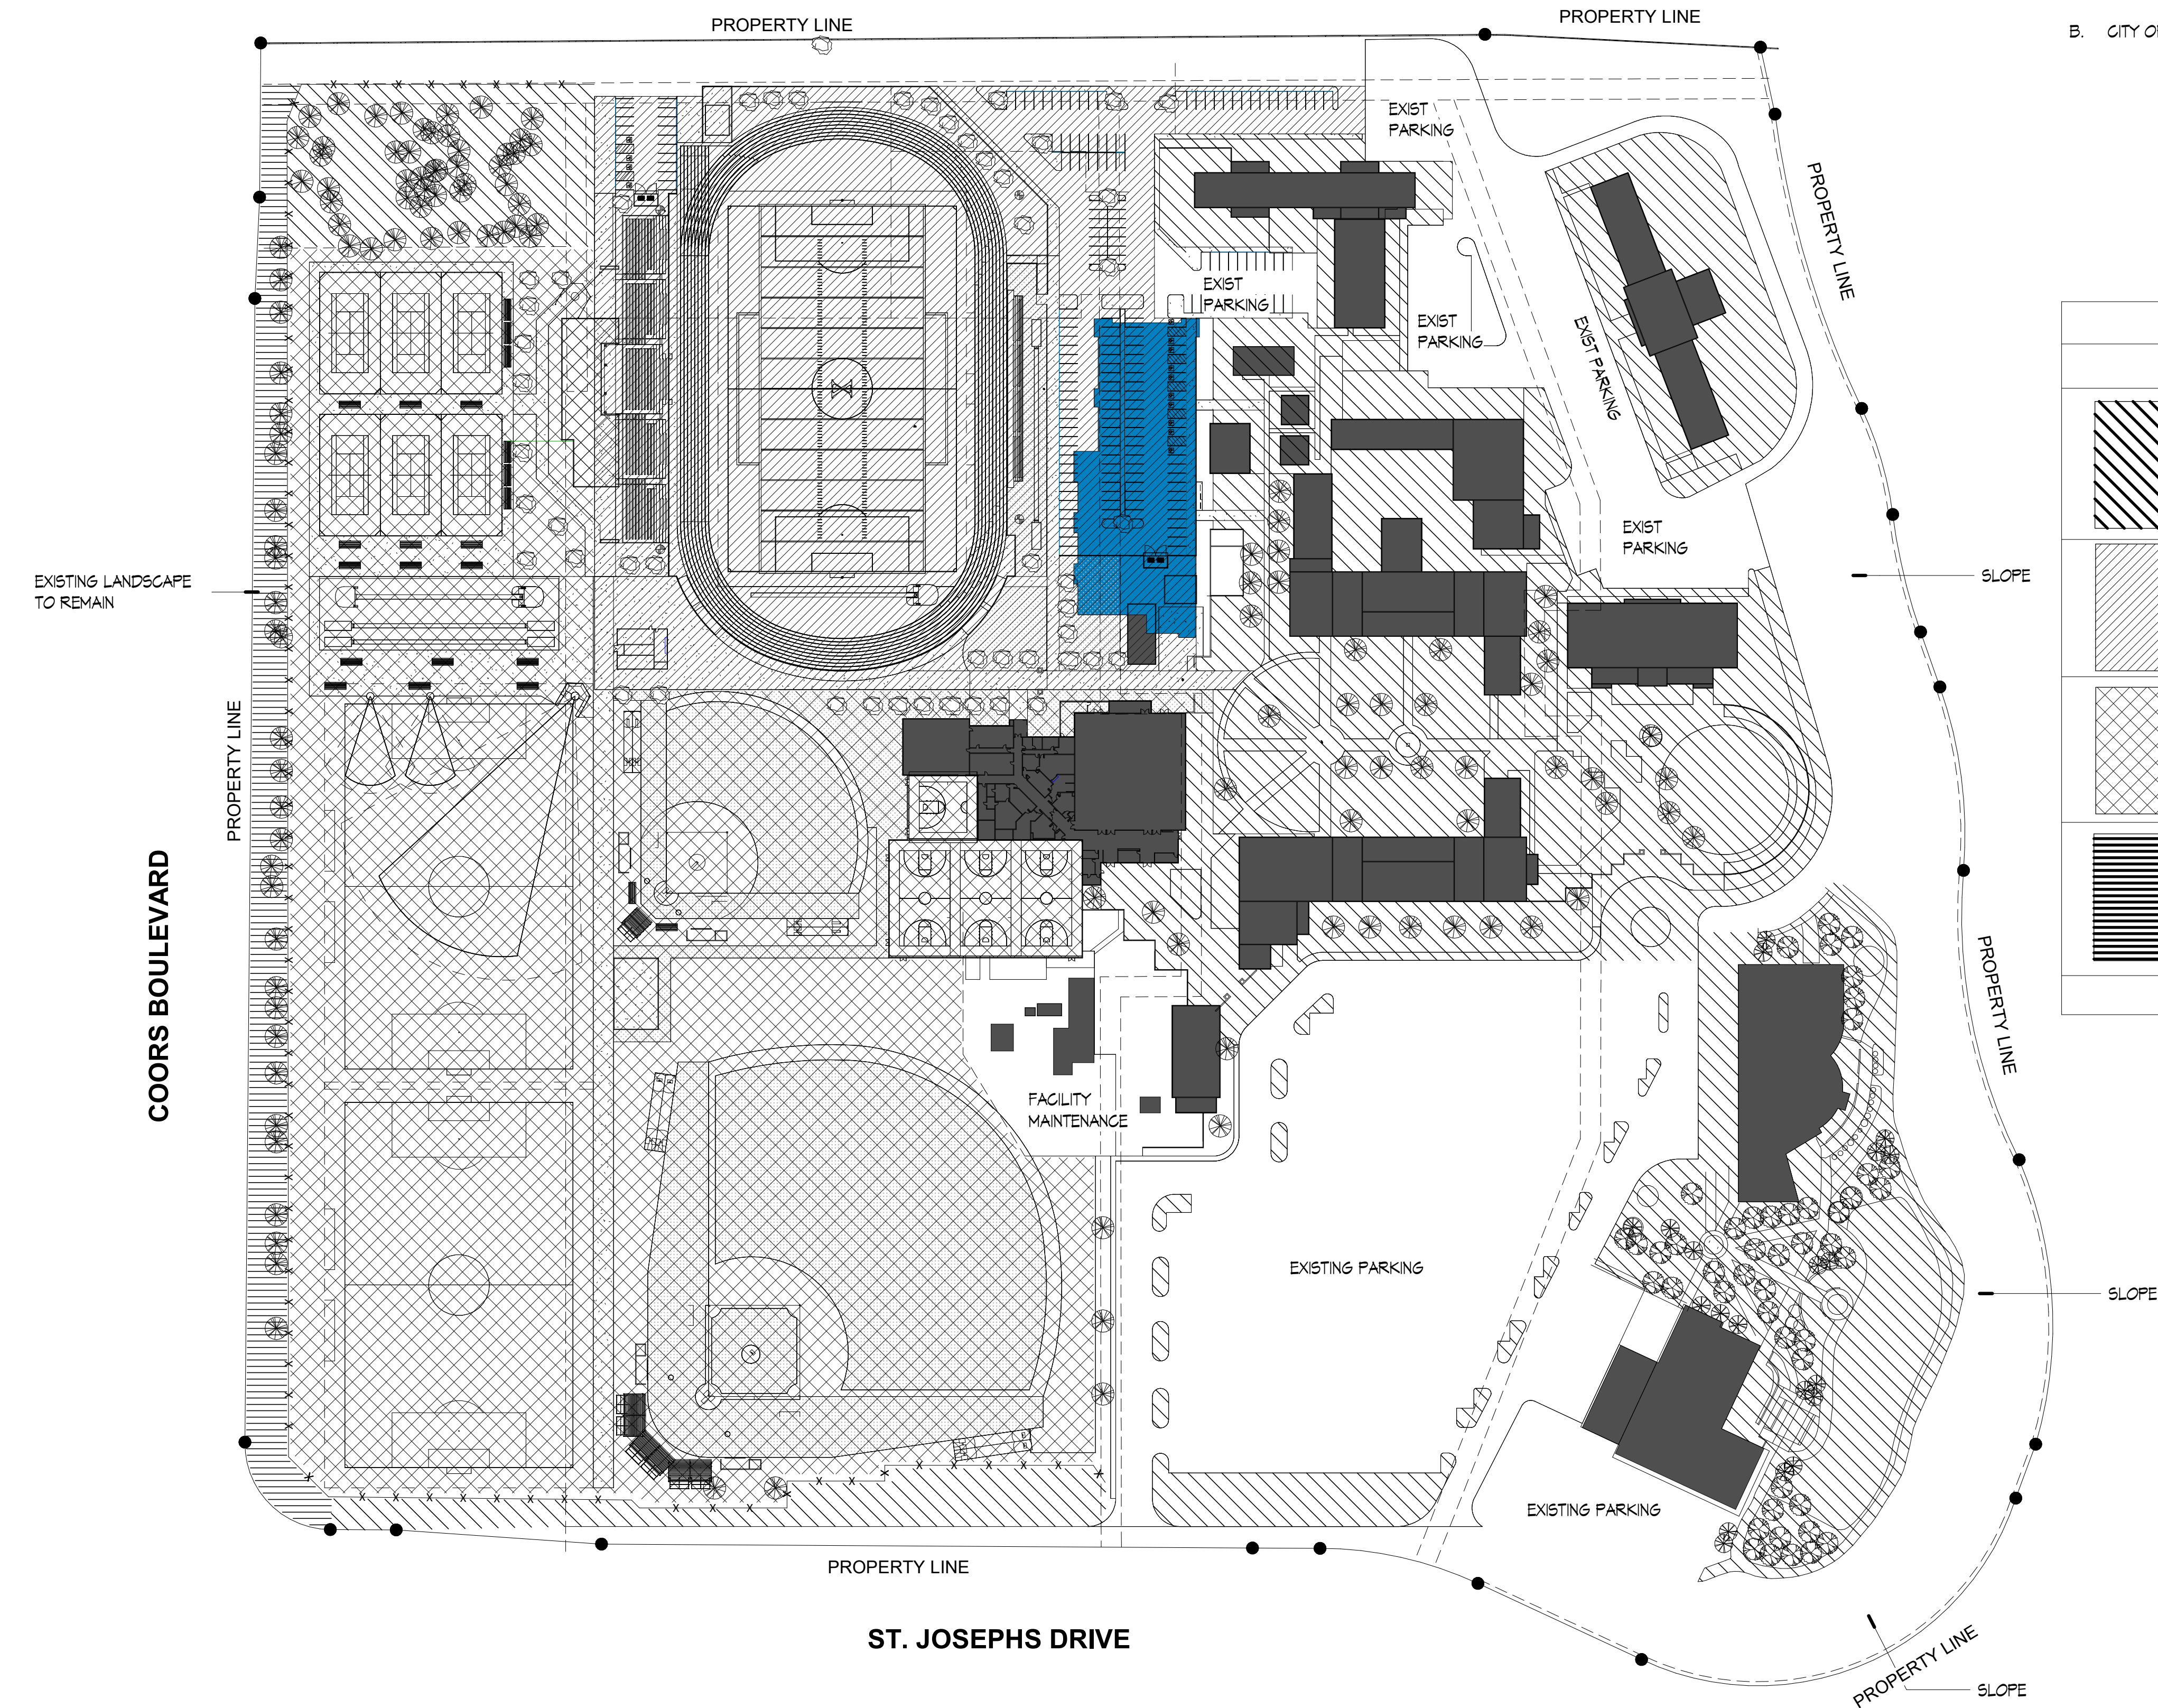 PROPERTY LINE
PROPERTY LINE
B. CITY O
EXIST
PARKING
PROPERTY LINE
EXIST
PARKING
EXIST
PARKING
EXIST PARKING
EXIST
PARKING
EXISTING LANDSCAPE
TO REMAIN
SLOPE
PROPERTY LINE
COORS BOULEVARD
PROPERTY LINE
FACILITY
MAINTENANCE
EXISTING PARKING
SLOPE
EXISTING PARKING
PROPERTY LINE
ST. JOSEPHS DRIVE
PROPERTY LINE
SLOPE